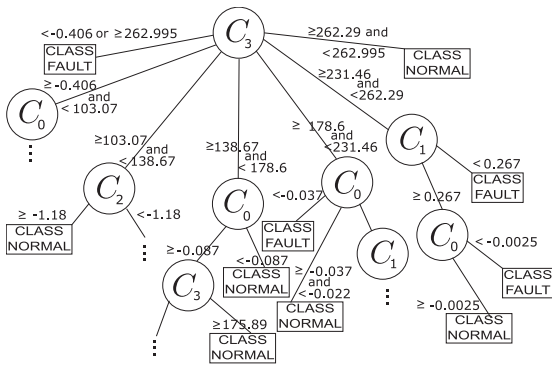 <-0.406 or ≥262.995
C3
≥262.29 and
<262.995
CLASS
FAULT
CLASS
NORMAL
≥-0.406
and
<103.07
≥231.46
and
<262.29
C0
≥103.07
and
<138.67
≥138.67
and
<178.6
≥ 178.6
and
<231.46
C1
<0.267
CLASS
FAULT
C2
<-0.037
C0
≥ -1.18
<-1.18
C0
≥0.267
CLASS
NORMAL
CLASS
FAULT
C0
<-0.0025
≥-0.087
<-0.087
C1
C3
CLASS
NORMAL
≥ -0.037
and
<-0.022
CLASS
FAULT
≥ -0.0025
≥175.89
CLASS
NORMAL
CLASS
NORMAL
CLASS
NORMAL